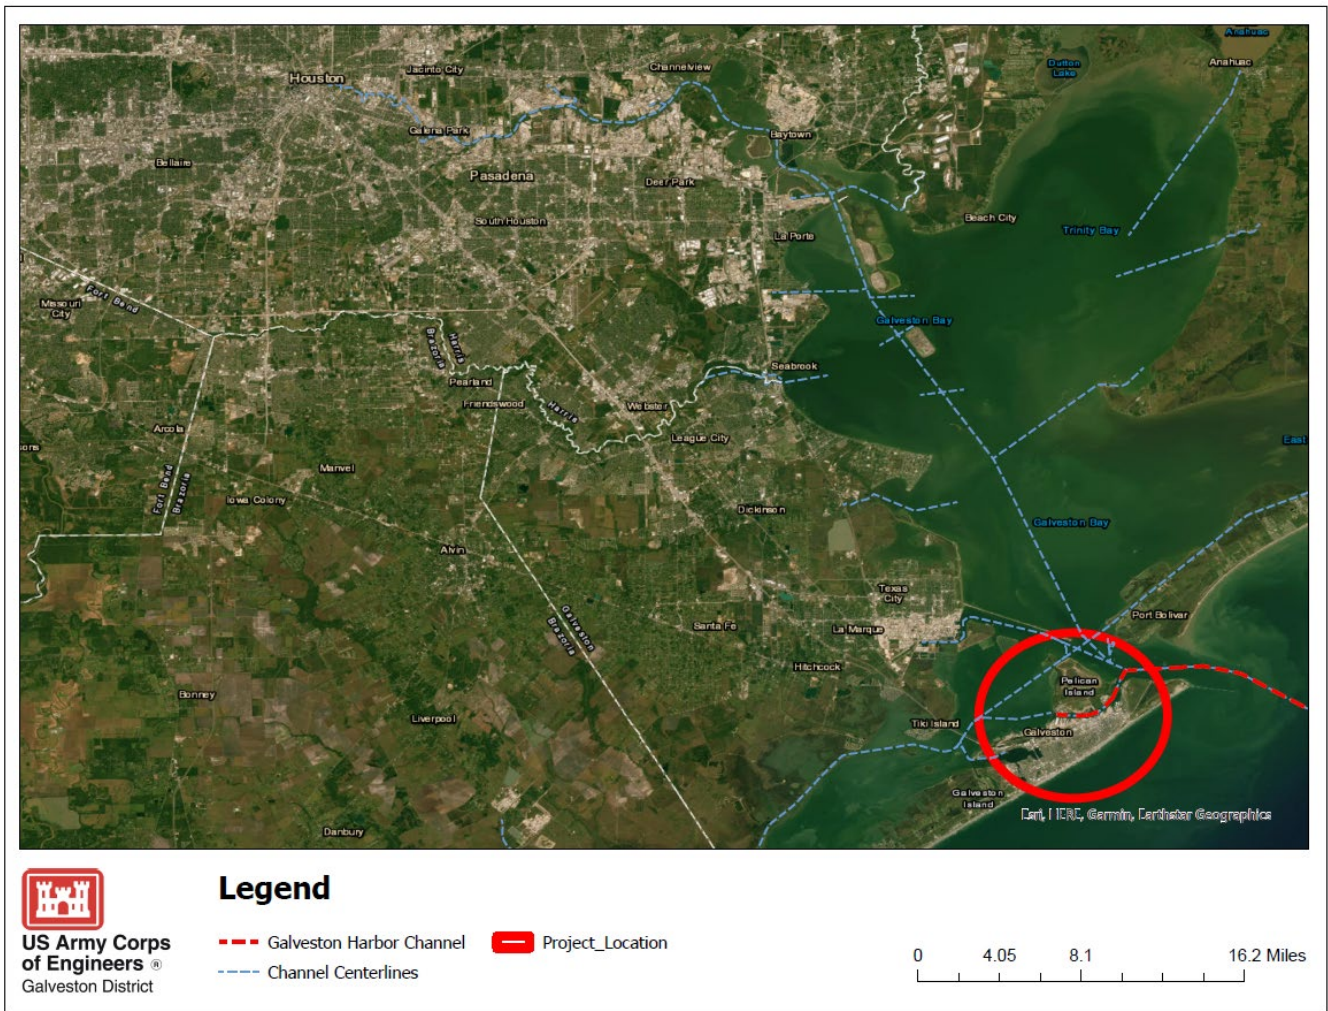 Anahuac
Houston
Jacinto City
Channelview
Dutton
Lake
Anahuac
Galena Park
Baytown
Bellaire
Pasadena
Deer Park
South Houston
Beach City
Trinity Bay
La Porte
Fort Bend
Missouri
City
Galveston Bay
Harris
Brazoria
Seabrook
Pearland
Friendswood
Harris
Webster
League City
Arcola
East
ons
Manvel
Fort Bend
Brazoria
Iowa Colony
Dickinson
Galveston Bay
Alvin
Texas
City
Galveston
Brazoria
Santa Fe
La Marque
Port Bolivar
Hitchcock
Pelican
Island
Bonney
Liverpool
Tiki Island
Galveston
Galveston
Island
Esri, HERE, Garmin, Earthstar Geographics
Danbury
US Army Corps
of Engineers ®
Galveston District
Legend
Galveston Harbor Channel
Project_Location
Channel Centerlines
0 4.05 8.1 16.2 Miles